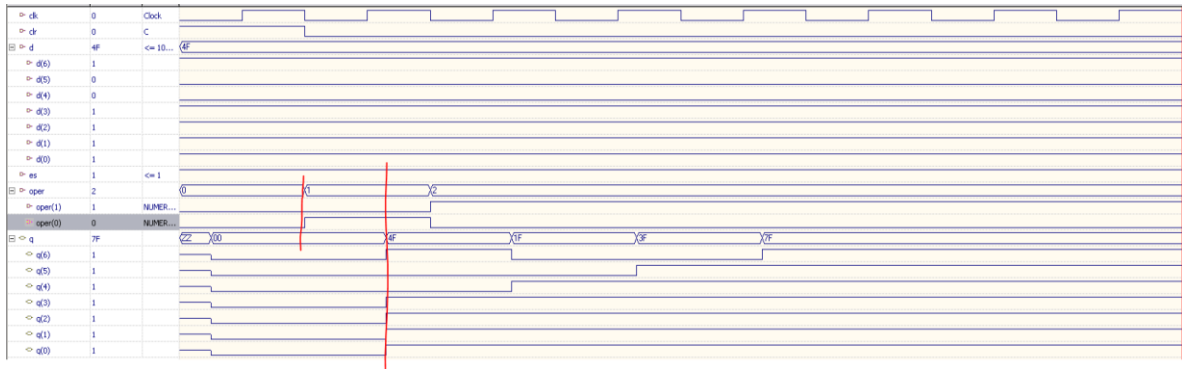 clk 0 Clock
clr 0 C
d 4F <= 10... 4F
d(6) 1
d(5) 0
d(4) 0
d(3) 1
d(2) 1
d(1) 1
d(0) 1
es 1 <= 1
oper 2 0 1 2
oper(1) 1 NUMER...
oper(0) 0 NUMER...
q 7F ZZ 00 4F 1F 3F 7F
q(6) 1
q(5) 1
q(4) 1
q(3) 1
q(2) 1
q(1) 1
q(0) 1